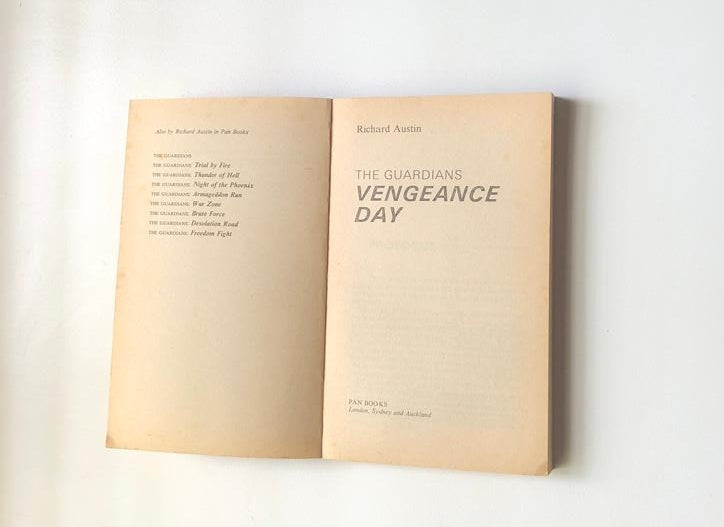 Also by Richard Austin in Pan Books
THE GUARDIANS
THE GUARDIANS Trial by Fire
THE GUARDIANS Thunder of Hell
THE GUARDIANS Night of the Phoenix
THE GUARDIANS Armageddon Run
THE GUARDIANS War Zone
THE GUARDIANS Brute Force
THE GUARDIANS Desolation Road
THE GUARDIANS Freedom Fight
Richard Austin
THE GUARDIANS
VENGEANCE
DAY
PAN BOOKS
London, Sydney and Auckland